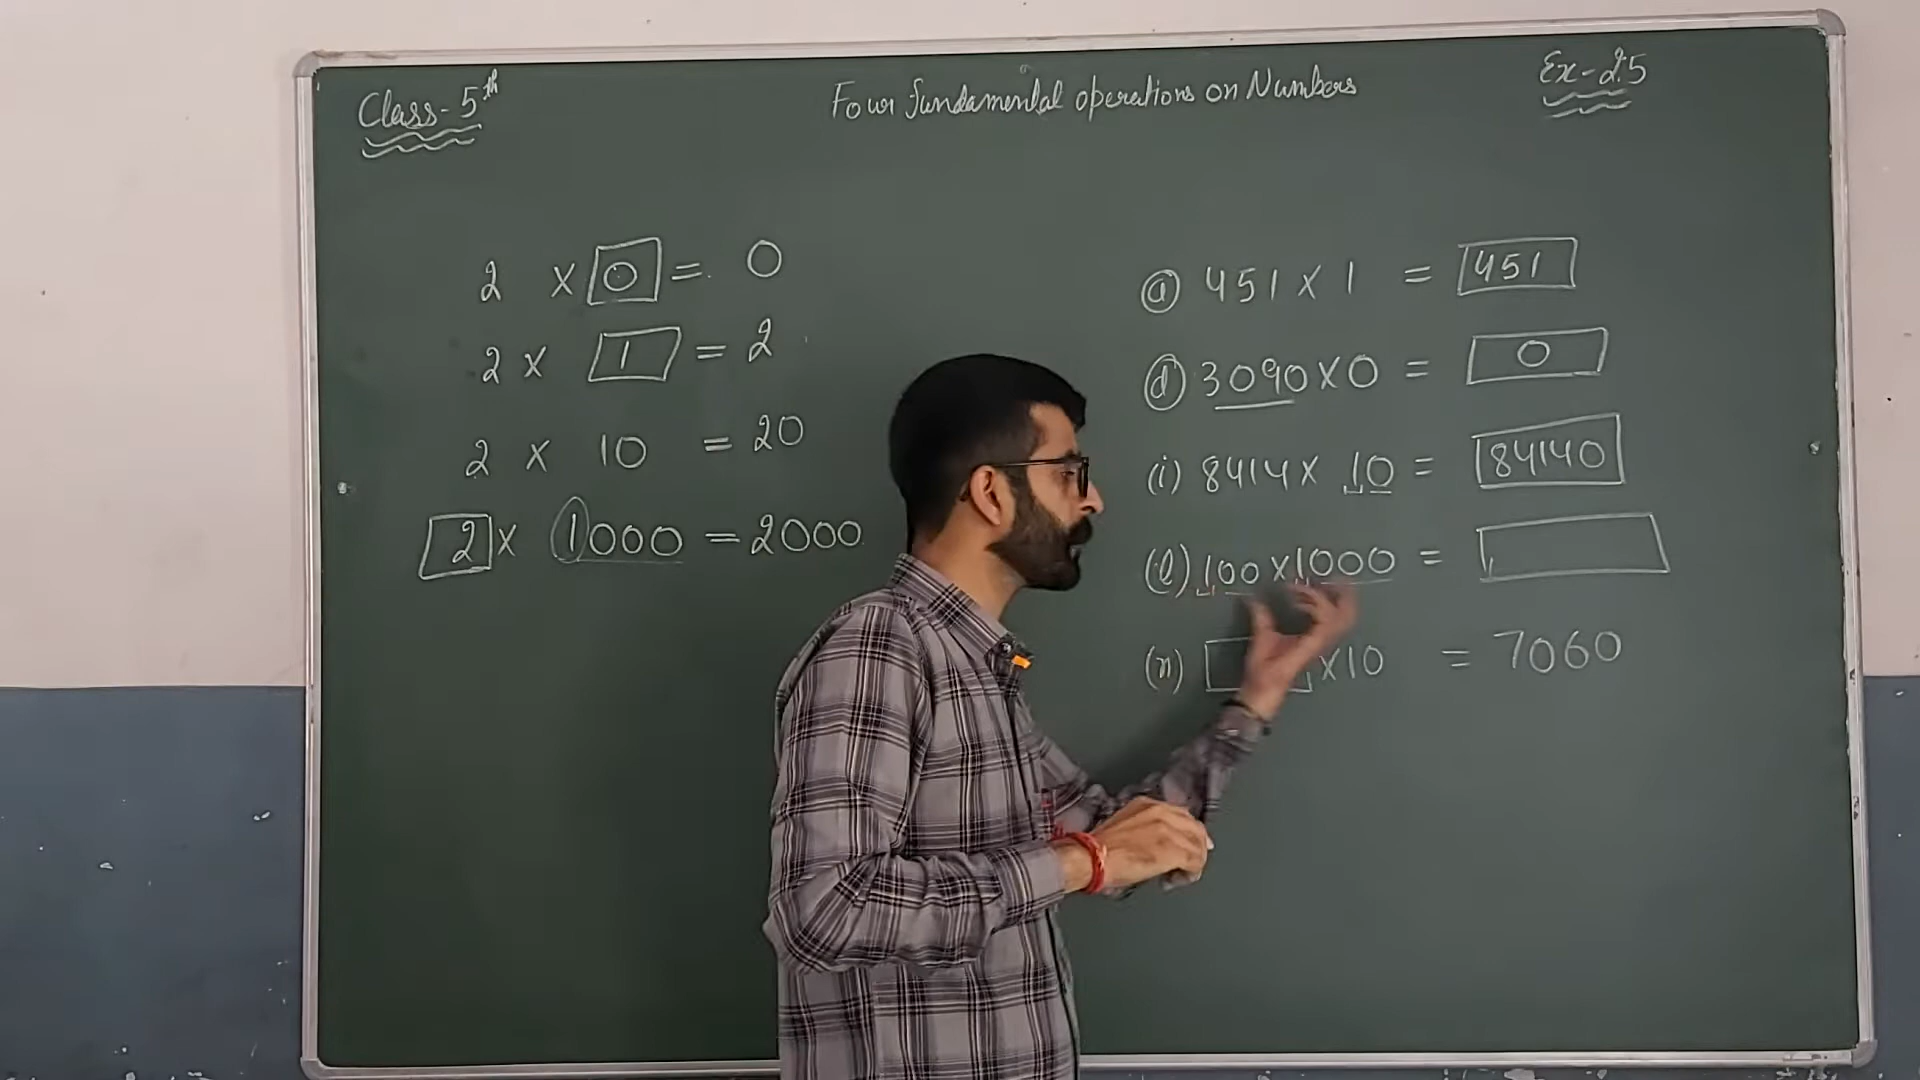 Class-5th
Four fundamental operations on Numbers
Ex-2.5
2 × 0 = 0
2 × 1 = 2
2 × 10 = 20
2 × 1000 = 2000
(a) 451 × 1 = 451
(d) 3090 × 0 = 0
(i) 8414 × 10 = 84140
(l) 100 × 1000 =
(n) × 10 = 7060